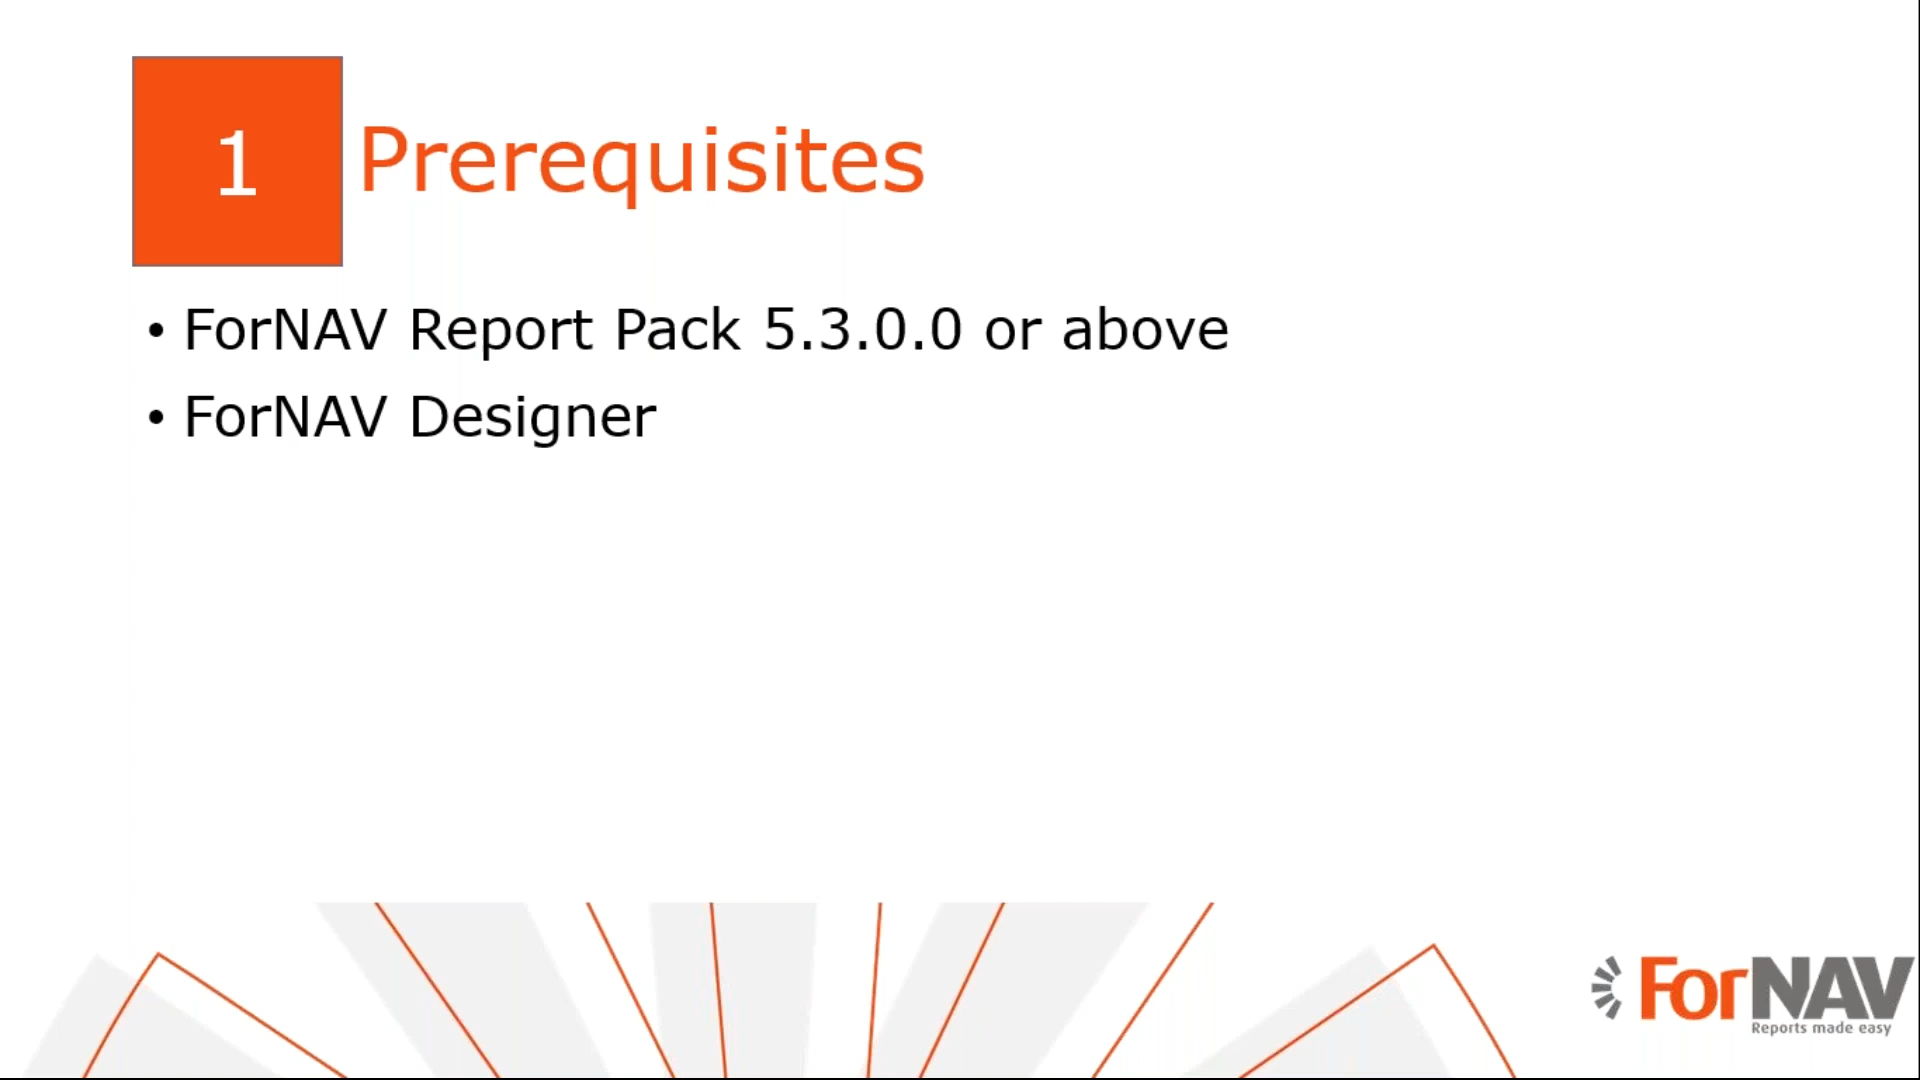 1
Prerequisites
• ForNAV Report Pack 5.3.0.0 or above
• ForNAV Designer
ForNAV
Reports made easy